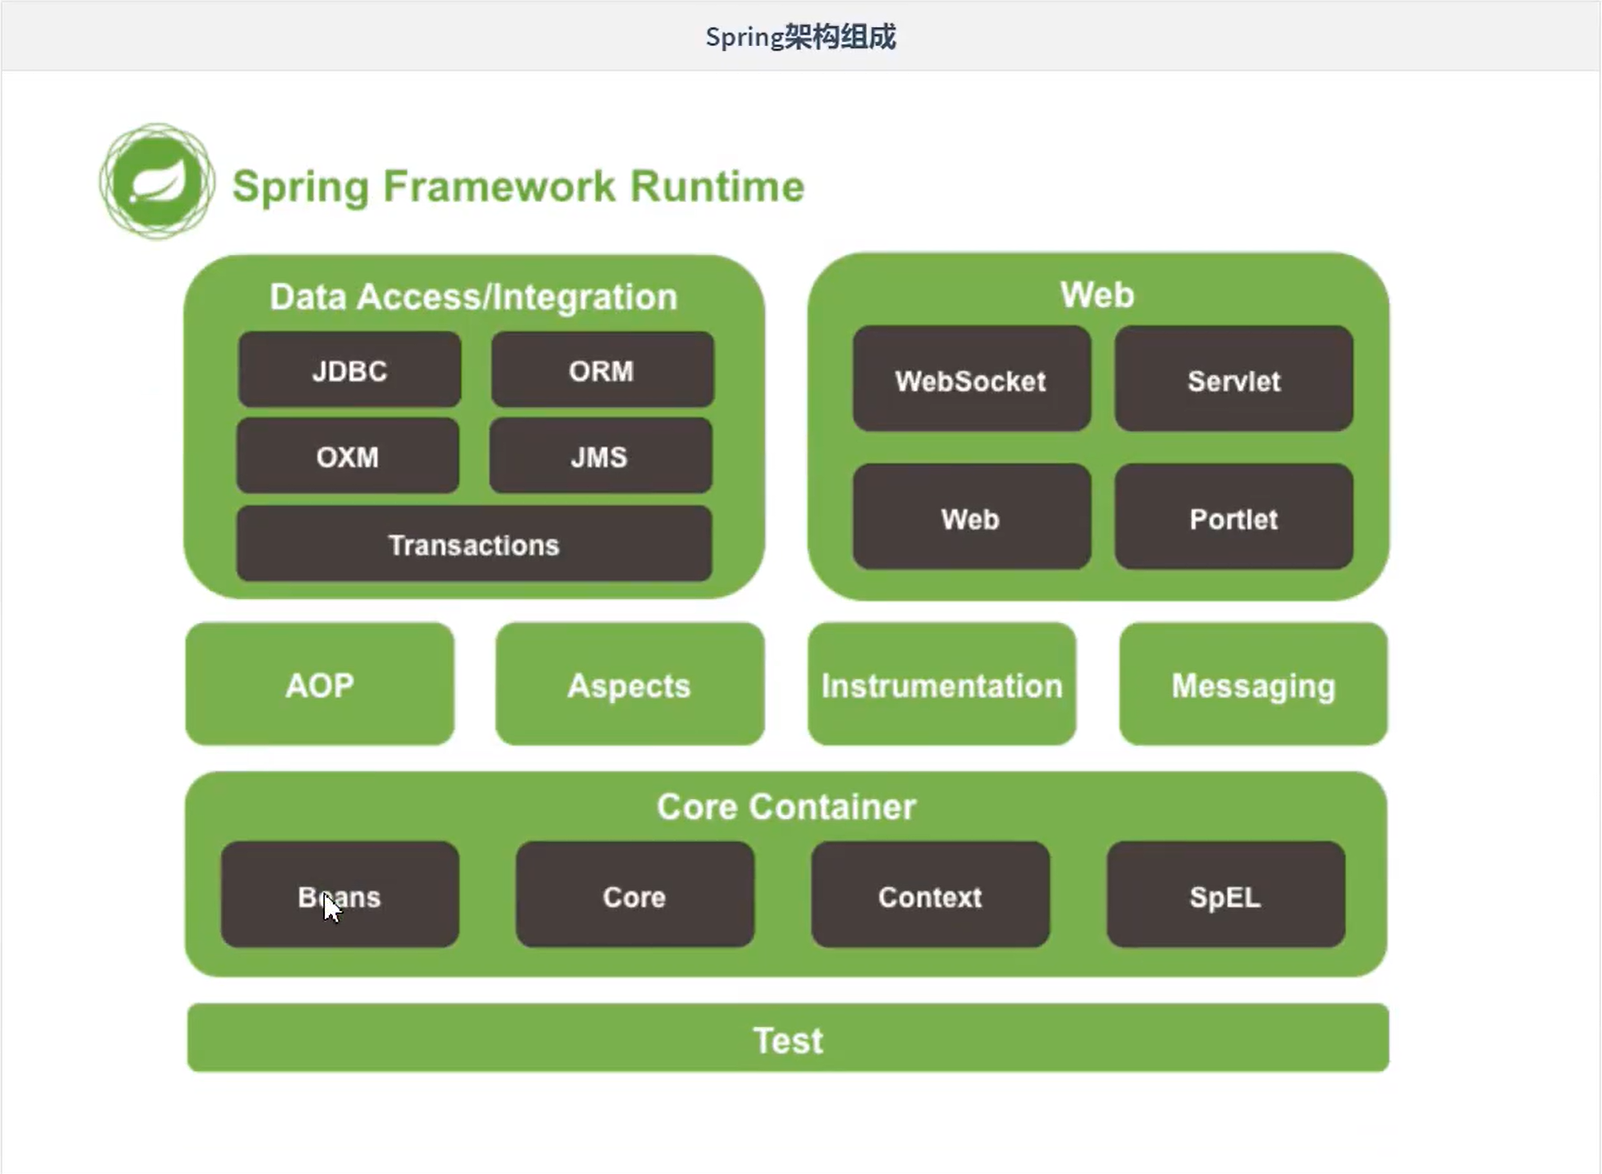 Spring架构组成
Spring Framework Runtime
Data Access/Integration
JDBC
ORM
OXM
JMS
Transactions
Web
WebSocket
Servlet
Web
Portlet
AOP
Aspects
Instrumentation
Messaging
Core Container
Beans
Core
Context
SpEL
Test